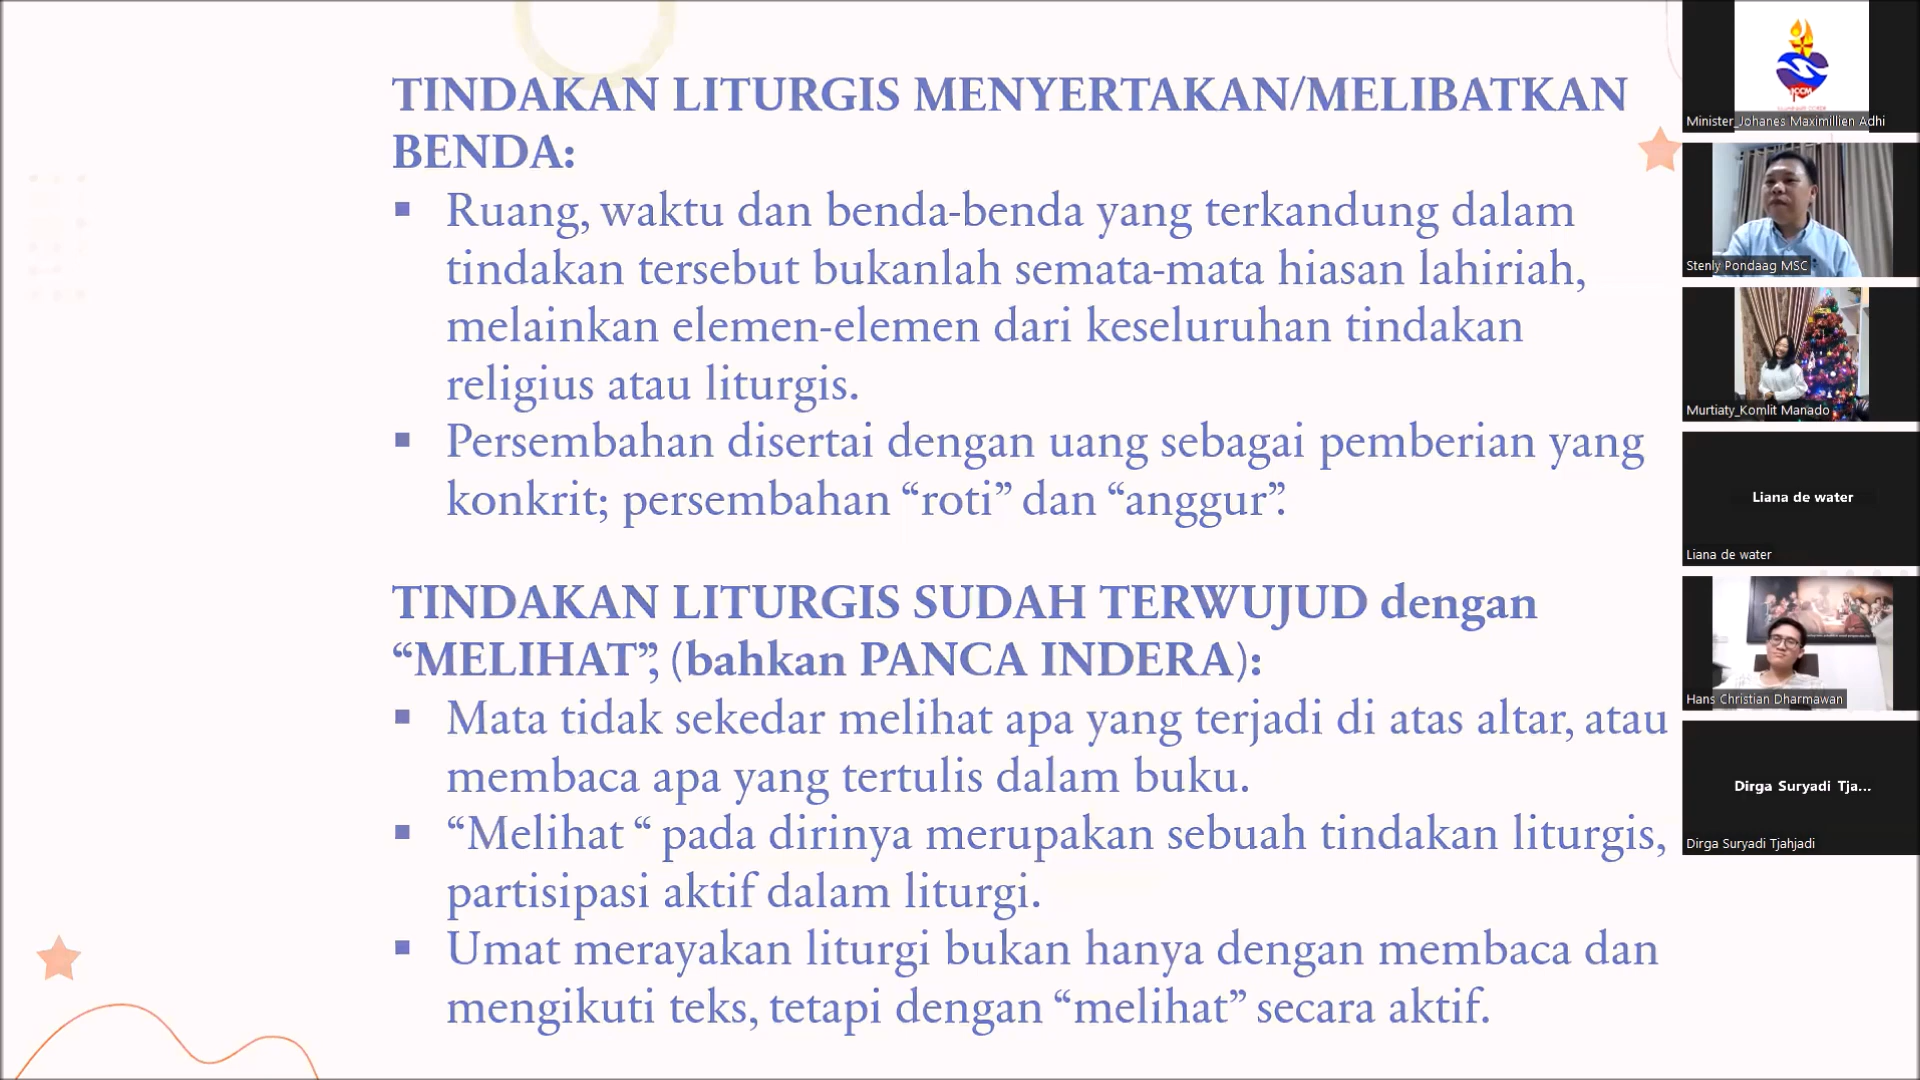 TINDAKAN LITURGIS MENYERTAKAN/MELIBATKAN
BENDA:
▪ Ruang, waktu dan benda-benda yang terkandung dalam
tindakan tersebut bukanlah semata-mata hiasan lahiriah,
melainkan elemen-elemen dari keseluruhan tindakan
religius atau liturgis.
▪ Persembahan disertai dengan uang sebagai pemberian yang
konkrit; persembahan “roti” dan “anggur”.
TINDAKAN LITURGIS SUDAH TERWUJUD dengan
“MELIHAT”, (bahkan PANCA INDERA):
▪ Mata tidak sekedar melihat apa yang terjadi di atas altar, atau
membaca apa yang tertulis dalam buku.
▪ “Melihat “ pada dirinya merupakan sebuah tindakan liturgis,
partisipasi aktif dalam liturgi.
▪ Umat merayakan liturgi bukan hanya dengan membaca dan
mengikuti teks, tetapi dengan “melihat” secara aktif.
Minister_Johanes Maximillien Adhi
Stenly Pondaag MSC
Murtiaty_Komlit Manado
Liana de water
Liana de water
Hans Christian Dharmawan
Dirga Suryadi Tja...
Dirga Suryadi Tjahjadi